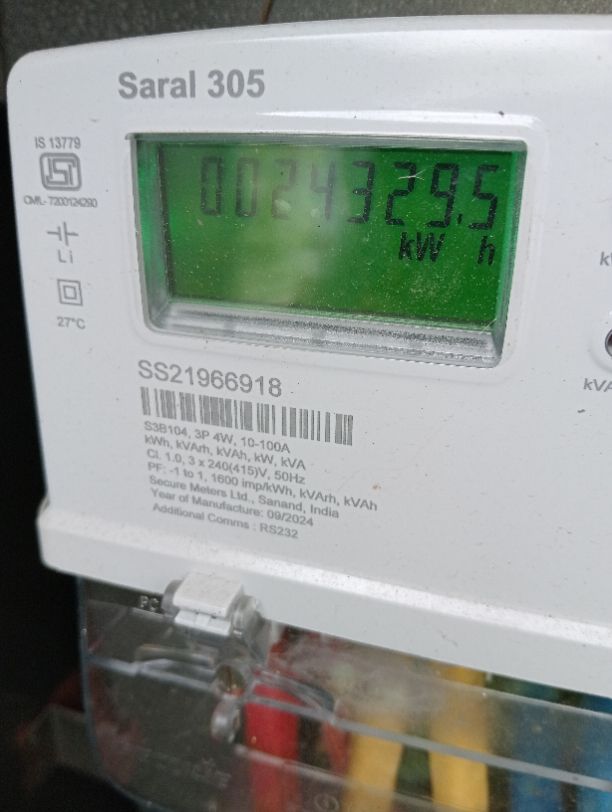 Saral 305
IS 13779
CM/L-7200124290
Li
27°C
0024329.5
kW h
SS21966918
S3B104, 3P 4W, 10-100A
kWh, kVArh, kVAh, kW, kVA
Cl. 1.0, 3 x 240(415)V, 50Hz
PF: -1 to 1, 1600 imp/kWh, kVArh, kVAh
Secure Meters Ltd., Sanand, India
Year of Manufacture: 09/2024
Additional Comms : RS232